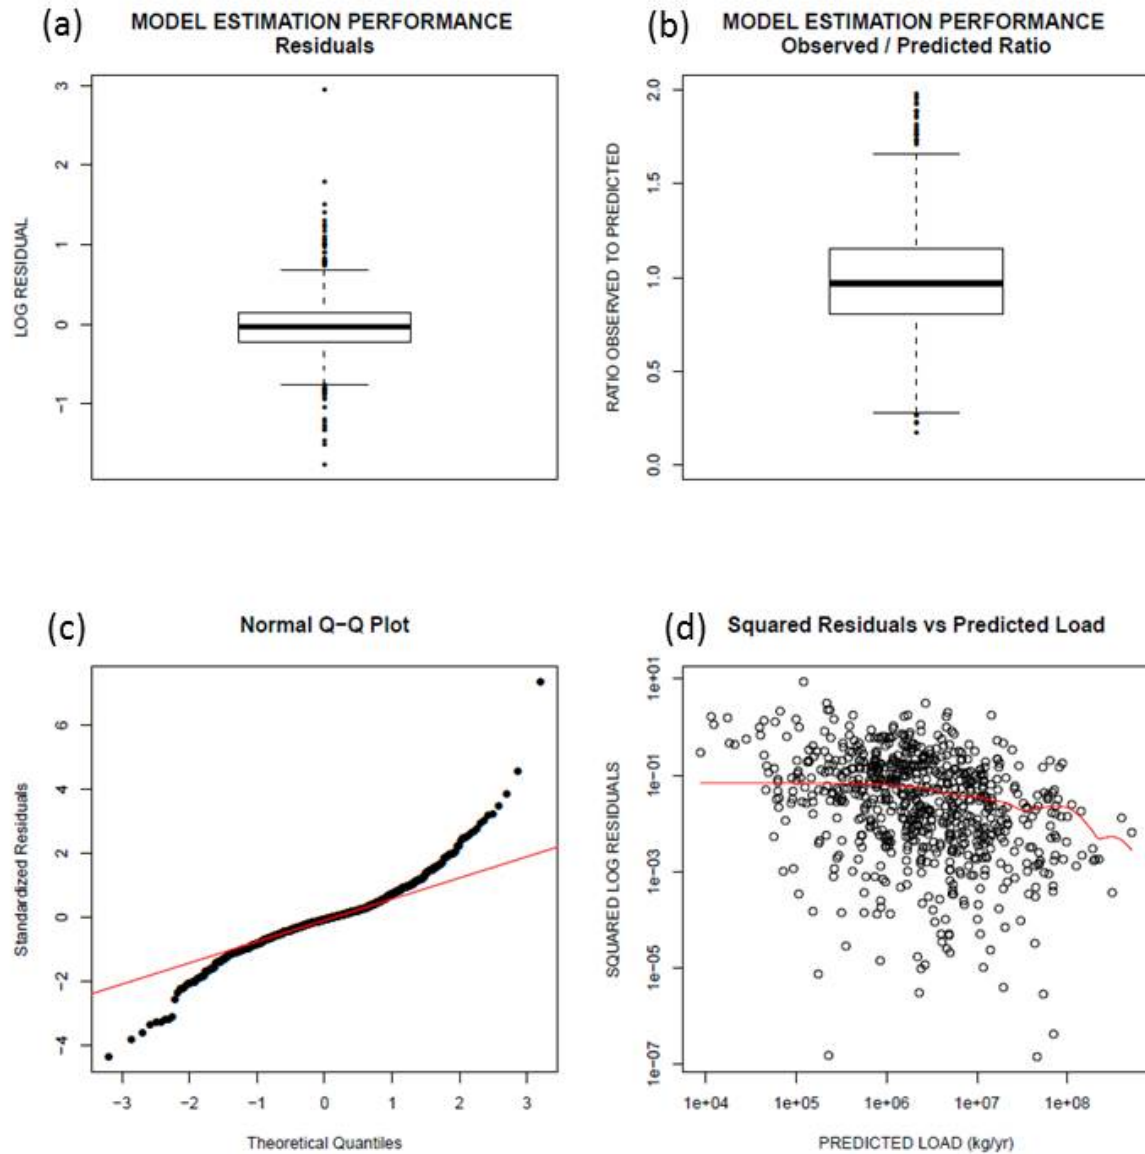 (a) MODEL ESTIMATION PERFORMANCE
Residuals
3
2
1
0
−1
LOG RESIDUAL
(b) MODEL ESTIMATION PERFORMANCE
Observed / Predicted Ratio
2.0
1.5
1.0
0.5
0.0
RATIO OBSERVED TO PREDICTED
(c) Normal Q−Q Plot
6
4
2
0
−2
−4
Standardized Residuals
−3 −2 −1 0 1 2 3
Theoretical Quantiles
(d) Squared Residuals vs Predicted Load
1e+01
1e−01
1e−03
1e−05
1e−07
SQUARED LOG RESIDUALS
1e+04 1e+05 1e+06 1e+07 1e+08
PREDICTED LOAD (kg/yr)